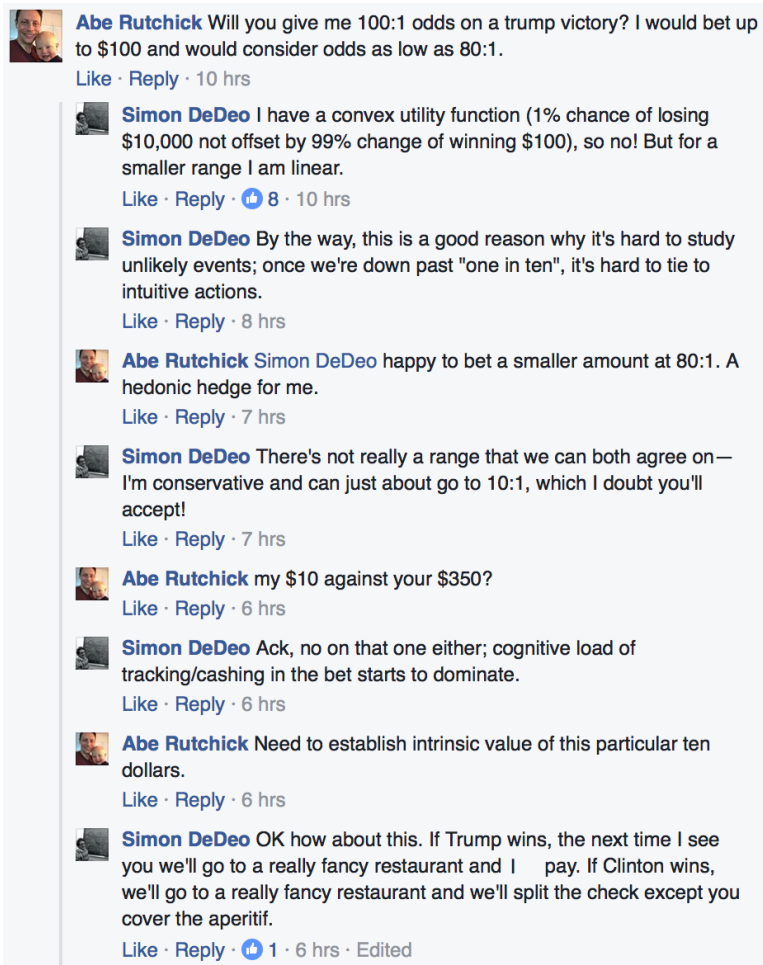 Abe Rutchick Will you give me 100:1 odds on a trump victory? I would bet up
to $100 and would consider odds as low as 80:1.
Like · Reply · 10 hrs
Simon DeDeo I have a convex utility function (1% chance of losing
$10,000 not offset by 99% change of winning $100), so no! But for a
smaller range I am linear.
Like · Reply · 8 · 10 hrs
Simon DeDeo By the way, this is a good reason why it's hard to study
unlikely events; once we're down past "one in ten", it's hard to tie to
intuitive actions.
Like · Reply · 8 hrs
Abe Rutchick Simon DeDeo happy to bet a smaller amount at 80:1. A
hedonic hedge for me.
Like · Reply · 7 hrs
Simon DeDeo There's not really a range that we can both agree on—
I'm conservative and can just about go to 10:1, which I doubt you'll
accept!
Like · Reply · 7 hrs
Abe Rutchick my $10 against your $350?
Like · Reply · 6 hrs
Simon DeDeo Ack, no on that one either; cognitive load of
tracking/cashing in the bet starts to dominate.
Like · Reply · 6 hrs
Abe Rutchick Need to establish intrinsic value of this particular ten
dollars.
Like · Reply · 6 hrs
Simon DeDeo OK how about this. If Trump wins, the next time I see
you we'll go to a really fancy restaurant and I pay. If Clinton wins,
we'll go to a really fancy restaurant and we'll split the check except you
cover the aperitif.
Like · Reply · 1 · 6 hrs · Edited